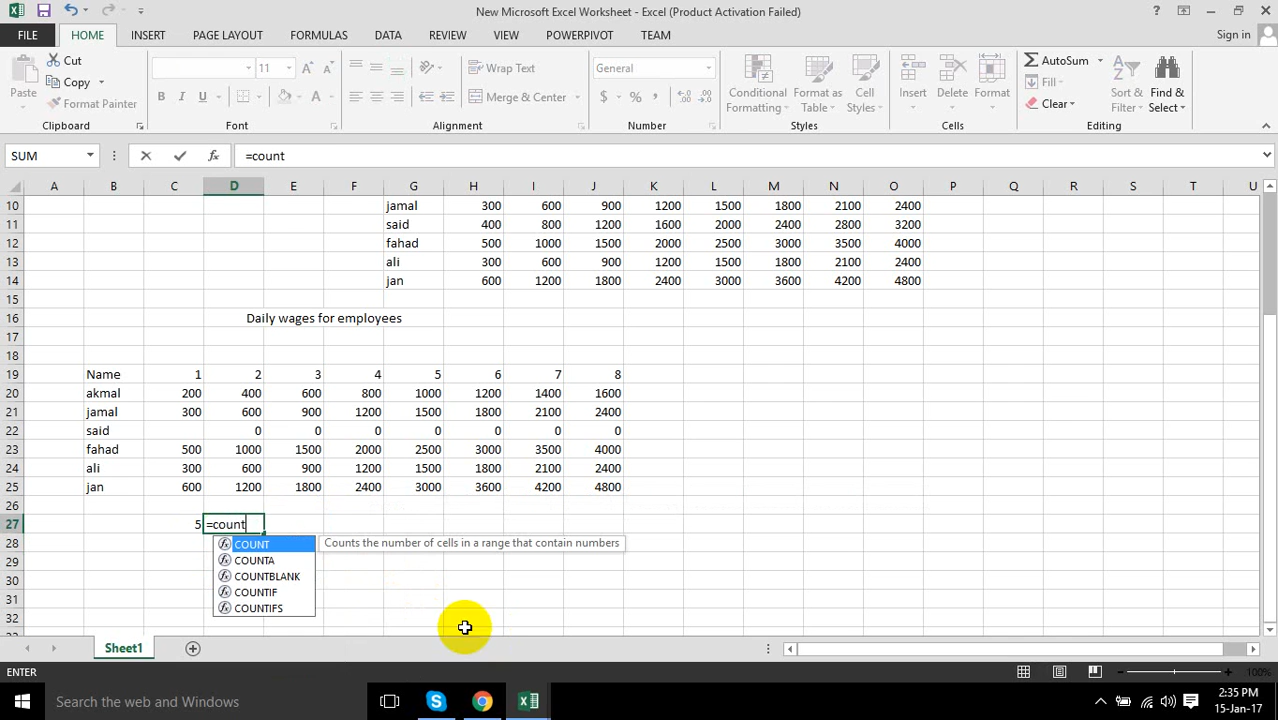 New Microsoft Excel Worksheet - Excel (Product Activation Failed)
FILE HOME INSERT PAGE LAYOUT FORMULAS DATA REVIEW VIEW POWERPIVOT TEAM Sign in
Paste Cut Copy Format Painter Clipboard
11 A A B I U A Font
Wrap Text Merge & Center Alignment
General $ % , Number
Conditional Formatting Format as Table Cell Styles Styles
Insert Delete Format Cells
AutoSum Fill Clear Sort & Filter Find & Select Editing
SUM fx =count
A B C D E F G H I J K L M N O P Q R S T U
10 jamal 300 600 900 1200 1500 1800 2100 2400
11 said 400 800 1200 1600 2000 2400 2800 3200
12 fahad 500 1000 1500 2000 2500 3000 3500 4000
13 ali 300 600 900 1200 1500 1800 2100 2400
14 jan 600 1200 1800 2400 3000 3600 4200 4800
15
16 Daily wages for employees
17
18
19 Name 1 2 3 4 5 6 7 8
20 akmal 200 400 600 800 1000 1200 1400 1600
21 jamal 300 600 900 1200 1500 1800 2100 2400
22 said 0 0 0 0 0 0 0
23 fahad 500 1000 1500 2000 2500 3000 3500 4000
24 ali 300 600 900 1200 1500 1800 2100 2400
25 jan 600 1200 1800 2400 3000 3600 4200 4800
26
27 5 =count
28 COUNT Counts the number of cells in a range that contain numbers
29 COUNTA
30 COUNTBLANK
31 COUNTIF
32 COUNTIFS
Sheet1
ENTER 100%
Search the web and Windows
2:35 PM
15-Jan-17